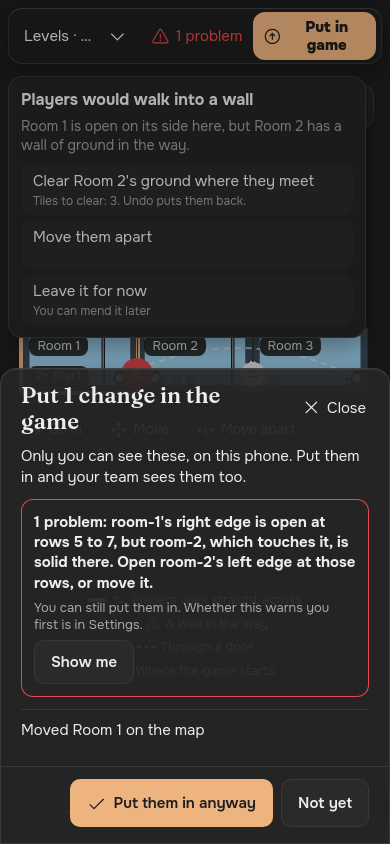 Levels · ...
1 problem
Put in
game
Players would walk into a wall
Room 1 is open on its side here, but Room 2 has a
wall of ground in the way.
Clear Room 2's ground where they meet
Tiles to clear: 3. Undo puts them back.
Move them apart
Leave it for now
You can mend it later
Room 1
Room 2
Room 3
Start
Put 1 change in the
game
Close
Move
Move apart
Only you can see these, on this phone. Put them
in and your team sees them too.
1 problem: room-1's right edge is open at
rows 5 to 7, but room-2, which touches it, is
solid there. Open room-2's left edge at those
rows, or move it.
Players walk straight across
You can still put them in. Whether this warns you
first is in Settings.
A wall in the way
Through a door
Show me
Where the game starts
Moved Room 1 on the map
Put them in anyway
Not yet